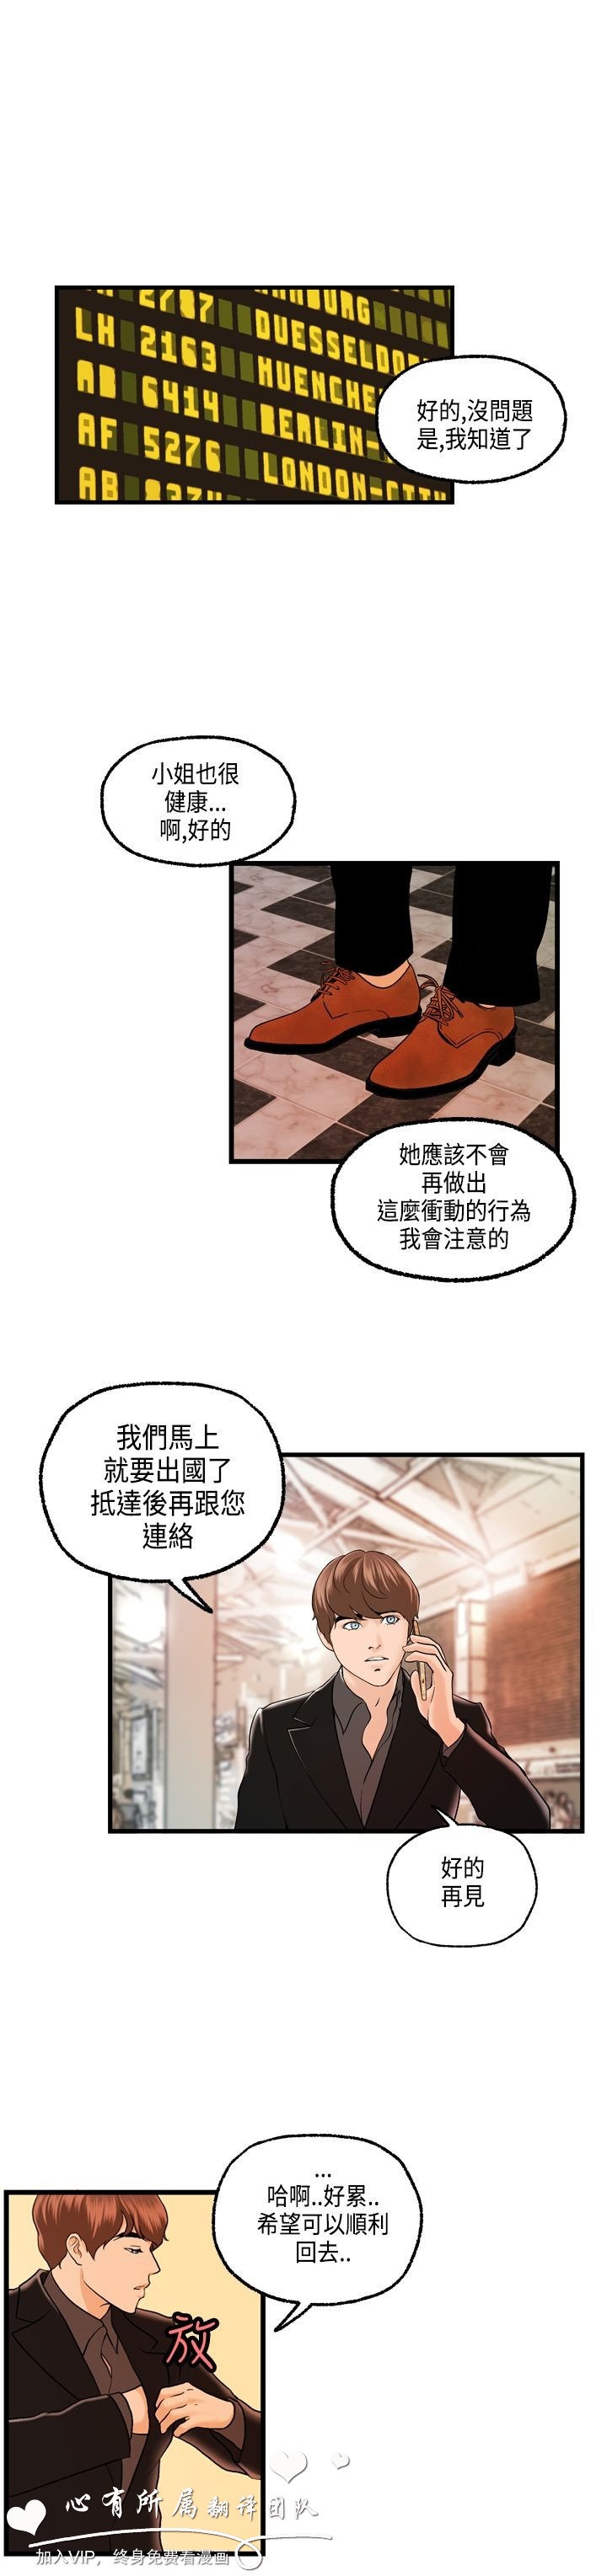 2787
LH 2163 DUESSELDO
AB 6414 MUENCHE
AF 5276 BERLIN-
AB LONDON-CITY
好的,沒問題
是,我知道了
小姐也很
健康...
啊,好的
她應該不會
再做出
這麼衝動的行為
我會注意的
我們馬上
就要出國了
抵達後再跟您
連絡
好的
再見
...
哈啊..好累..
希望可以順利
回去..
放
心有所属翻译团队
加入VIP，终身免费看漫画